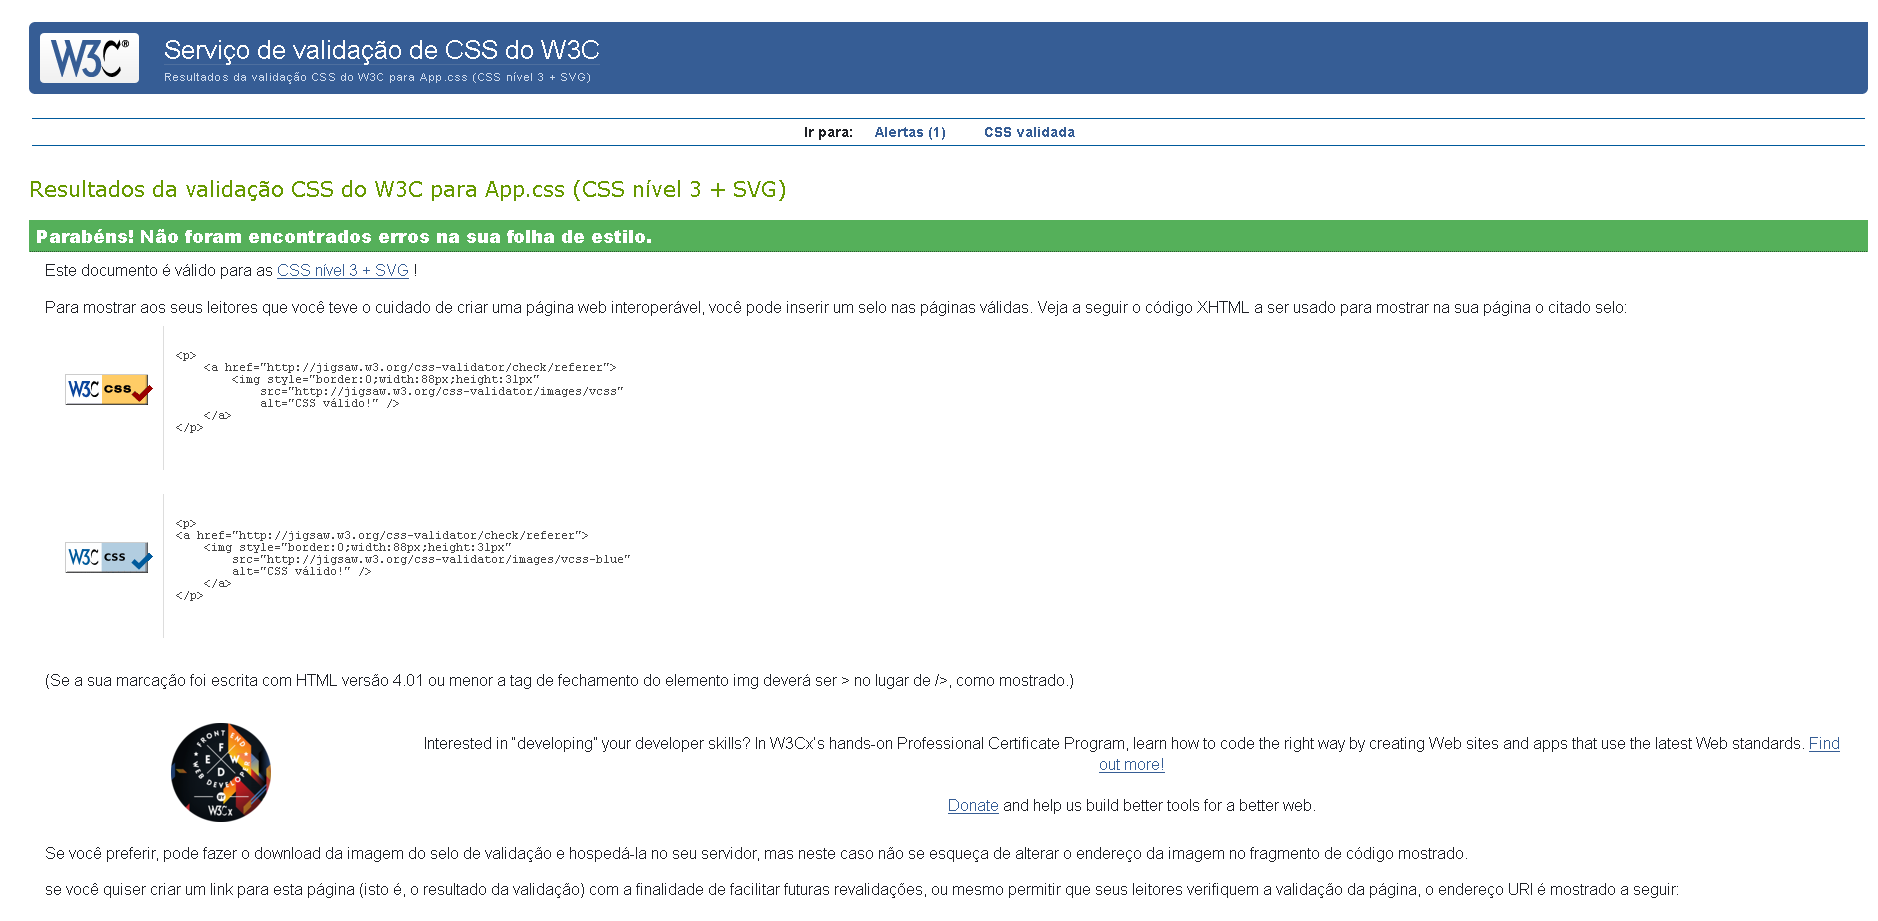 W3C®
Serviço de validação de CSS do W3C
Resultados da validação CSS do W3C para App.css (CSS nível 3 + SVG)
Ir para: Alertas (1) CSS validada
Resultados da validação CSS do W3C para App.css (CSS nível 3 + SVG)
Parabéns! Não foram encontrados erros na sua folha de estilo.
Este documento é válido para as CSS nível 3 + SVG !
Para mostrar aos seus leitores que você teve o cuidado de criar uma página web interoperável, você pode inserir um selo nas páginas válidas. Veja a seguir o código XHTML a ser usado para mostrar na sua página o citado selo:
W3C css
<p>
    <a href="http://jigsaw.w3.org/css-validator/check/referer">
        <img style="border:0;width:88px;height:31px"
            src="http://jigsaw.w3.org/css-validator/images/vcss"
            alt="CSS válido!" />
    </a>
</p>
W3C css
<p>
<a href="http://jigsaw.w3.org/css-validator/check/referer">
    <img style="border:0;width:88px;height:31px"
        src="http://jigsaw.w3.org/css-validator/images/vcss-blue"
        alt="CSS válido!" />
    </a>
</p>
(Se a sua marcação foi escrita com HTML versão 4.01 ou menor a tag de fechamento do elemento img deverá ser > no lugar de />, como mostrado.)
FRONT END
F E W D
WEB DEVELOPER
W3Cx
Interested in "developing" your developer skills? In W3Cx's hands-on Professional Certificate Program, learn how to code the right way by creating Web sites and apps that use the latest Web standards. Find
out more!
Donate and help us build better tools for a better web.
Se você preferir, pode fazer o download da imagem do selo de validação e hospedá-la no seu servidor, mas neste caso não se esqueça de alterar o endereço da imagem no fragmento de código mostrado.
se você quiser criar um link para esta página (isto é, o resultado da validação) com a finalidade de facilitar futuras revalidações, ou mesmo permitir que seus leitores verifiquem a validação da página, o endereço URI é mostrado a seguir: